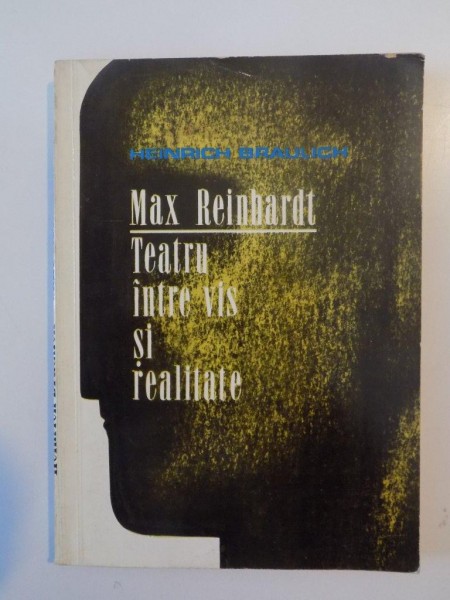 HEINRICH BRAULICH
Max Reinhardt
Teatru
între vis
și
realitate